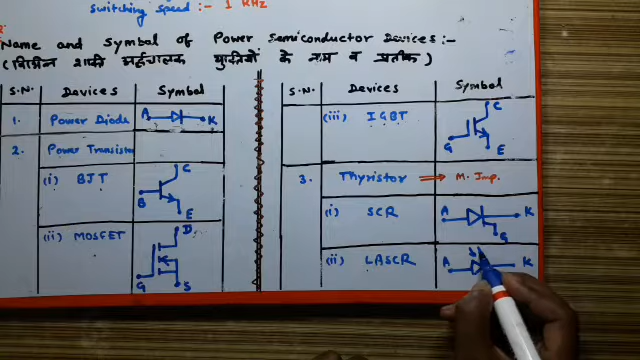 switching speed :- 1 KHz
Name and Symbol of Power Semiconductor Devices :-
(विभिन्न शक्ति अर्द्धचालक युक्तियों के नाम व प्रतीक)
S.N. Devices Symbol
1. Power Diode A K
2. Power Transistor
(i) BJT C B E
(ii) MOSFET D G S
S.N. Devices Symbol
(iii) IGBT C G E
3. Thyristor ⇒ M. Imp.
(i) SCR A K G
(ii) LASCR A K